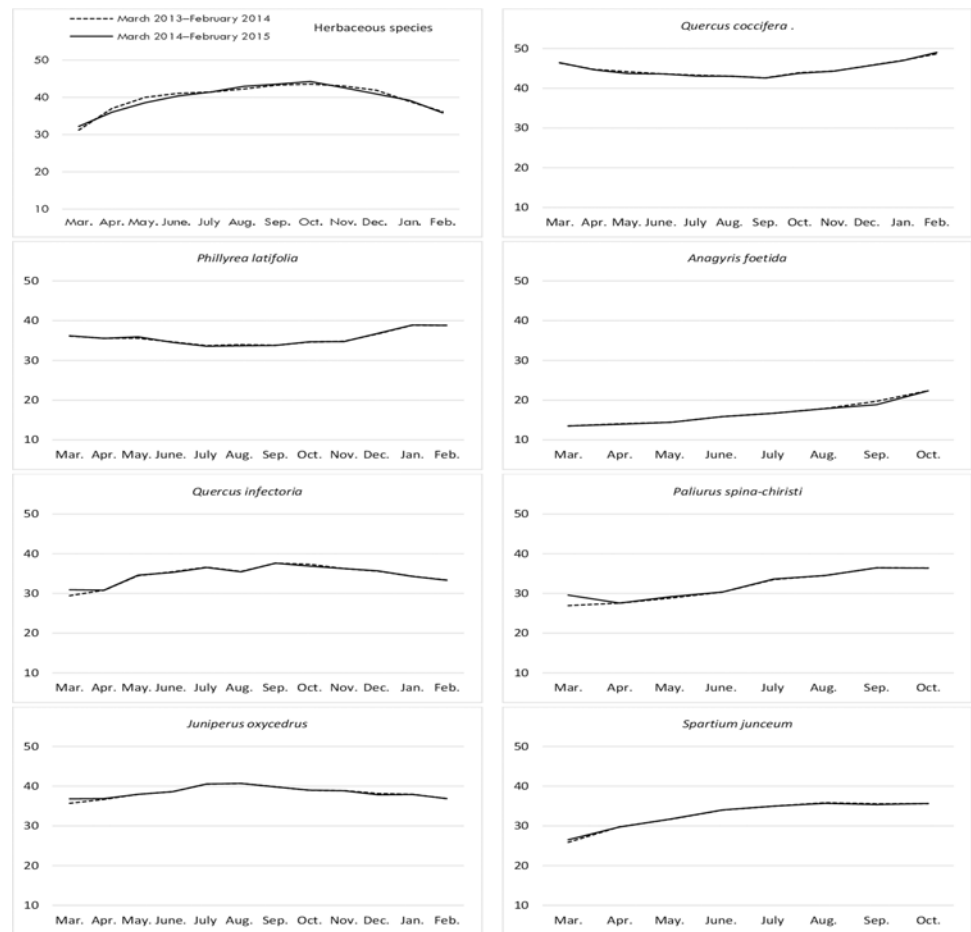 March 2013–February 2014
March 2014–February 2015
Herbaceous species
50
40
30
20
10
Mar. Apr. May. June. July Aug. Sep. Oct. Nov. Dec. Jan. Feb.
Quercus coccifera .
50
40
30
20
10
Mar. Apr. May. June. July Aug. Sep. Oct. Nov. Dec. Jan. Feb.
Phillyrea latifolia
50
40
30
20
10
Mar. Apr. May. June. July Aug. Sep. Oct. Nov. Dec. Jan. Feb.
Anagyris foetida
50
40
30
20
10
Mar. Apr. May. June. July Aug. Sep. Oct.
Quercus infectoria
50
40
30
20
10
Mar. Apr. May. June. July Aug. Sep. Oct. Nov. Dec. Jan. Feb.
Paliurus spina-chiristi
50
40
30
20
10
Mar. Apr. May. June. July Aug. Sep. Oct.
Juniperus oxycedrus
50
40
30
20
10
Mar. Apr. May. June. July Aug. Sep. Oct. Nov. Dec. Jan. Feb.
Spartium junceum
50
40
30
20
10
Mar. Apr. May. June. July Aug. Sep. Oct.